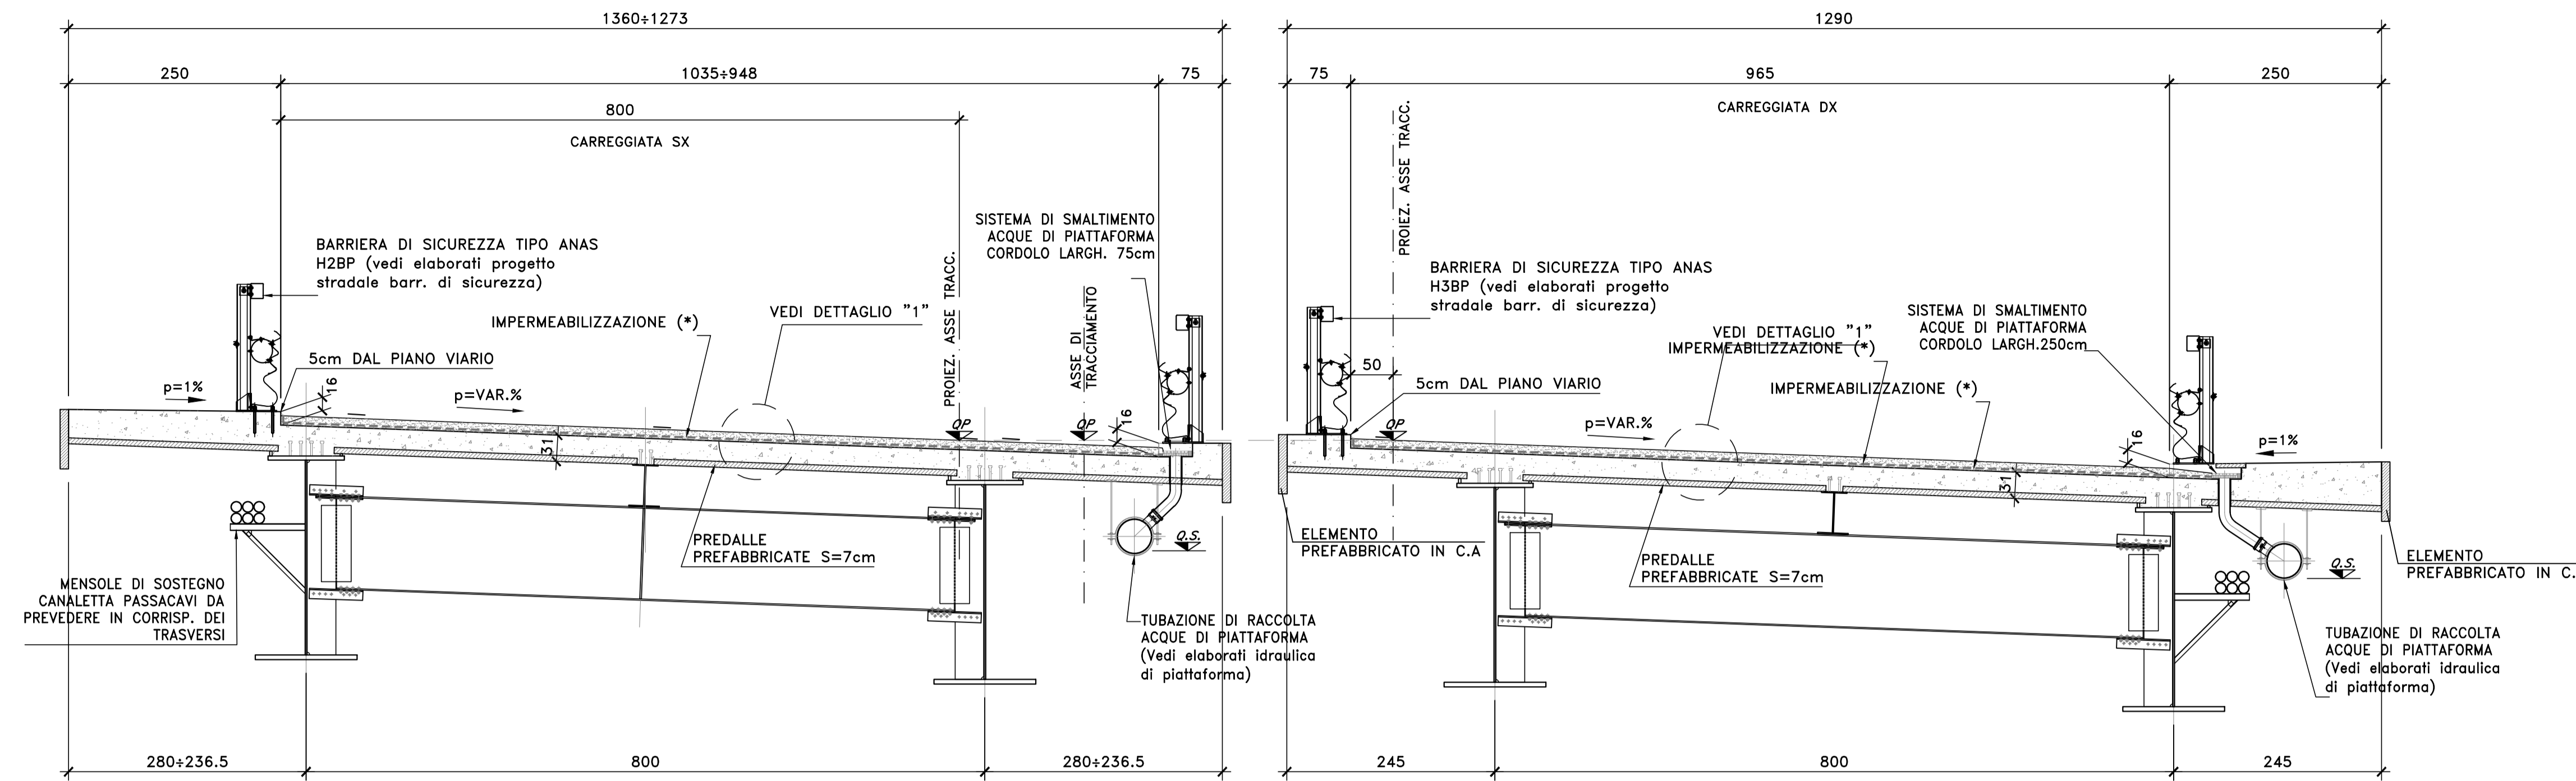 1360÷1273
250
1035÷948
75
800
CARREGGIATA SX
BARRIERA DI SICUREZZA TIPO ANAS
H2BP (vedi elaborati progetto
stradale barr. di sicurezza)
SISTEMA DI SMALTIMENTO
ACQUE DI PIATTAFORMA
CORDOLO LARGH. 75cm
PROIEZ. ASSE TRACC.
ASSE DI
TRACCIAMENTO
IMPERMEABILIZZAZIONE (*)
VEDI DETTAGLIO "1"
5cm DAL PIANO VIARIO
p=1%
16
p=VAR.%
31
QP
QP
16
Q.S.
PREDALLE
PREFABBRICATE S=7cm
MENSOLE DI SOSTEGNO
CANALETTA PASSACAVI DA
PREVEDERE IN CORRISP. DEI
TRASVERSI
TUBAZIONE DI RACCOLTA
ACQUE DI PIATTAFORMA
(Vedi elaborati idraulica
di piattaforma)
280÷236.5
800
280÷236.5
1290
75
965
250
CARREGGIATA DX
PROIEZ. ASSE TRACC.
BARRIERA DI SICUREZZA TIPO ANAS
H3BP (vedi elaborati progetto
stradale barr. di sicurezza)
SISTEMA DI SMALTIMENTO
ACQUE DI PIATTAFORMA
CORDOLO LARGH.250cm
VEDI DETTAGLIO "1"
IMPERMEABILIZZAZIONE (*)
50
5cm DAL PIANO VIARIO
IMPERMEABILIZZAZIONE (*)
p=VAR.%
QP
16
p=1%
31
ELEMENTO
PREFABBRICATO IN C.A
PREDALLE
PREFABBRICATE S=7cm
Q.S.
ELEMENTO
PREFABBRICATO IN C.
TUBAZIONE DI RACCOLTA
ACQUE DI PIATTAFORMA
(Vedi elaborati idraulica
di piattaforma)
245
800
245